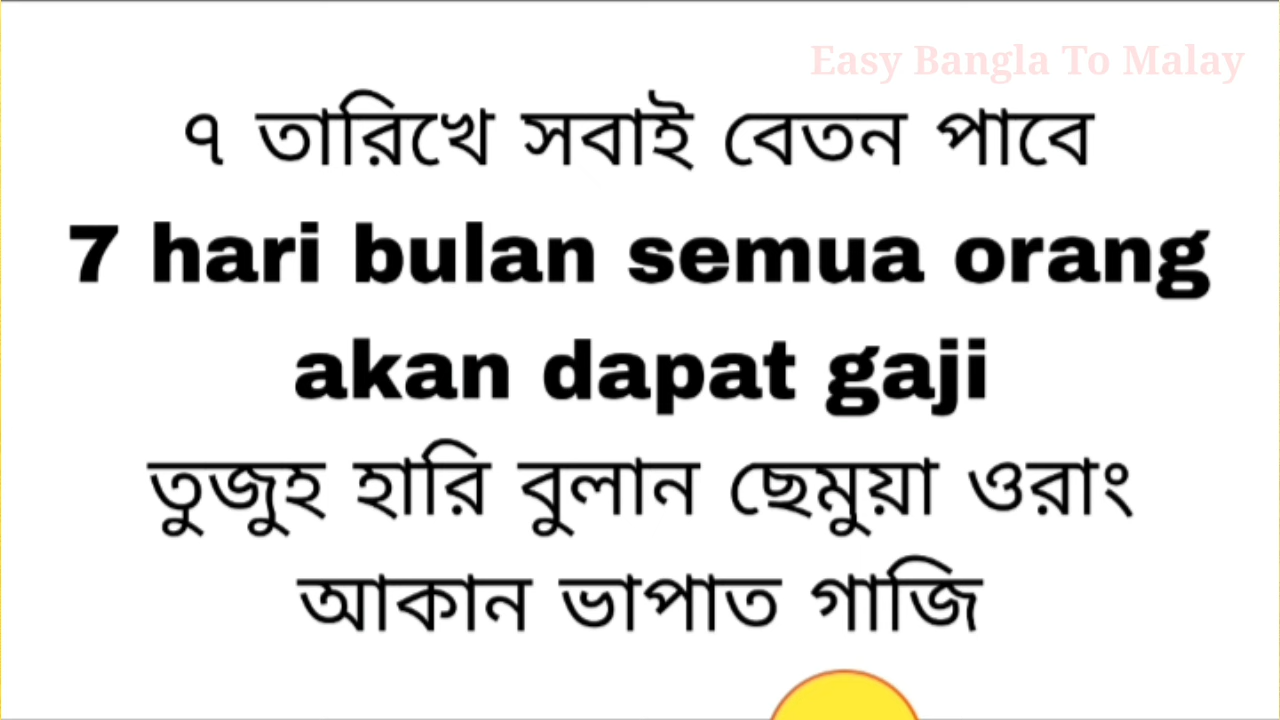 Easy Bangla To Malay
৭ তারিখে সবাই বেতন পাবে
7 hari bulan semua orang
akan dapat gaji
তুজুহ হারি বুলান ছেমুয়া ওরাং
আকান ভাপাত গাজি